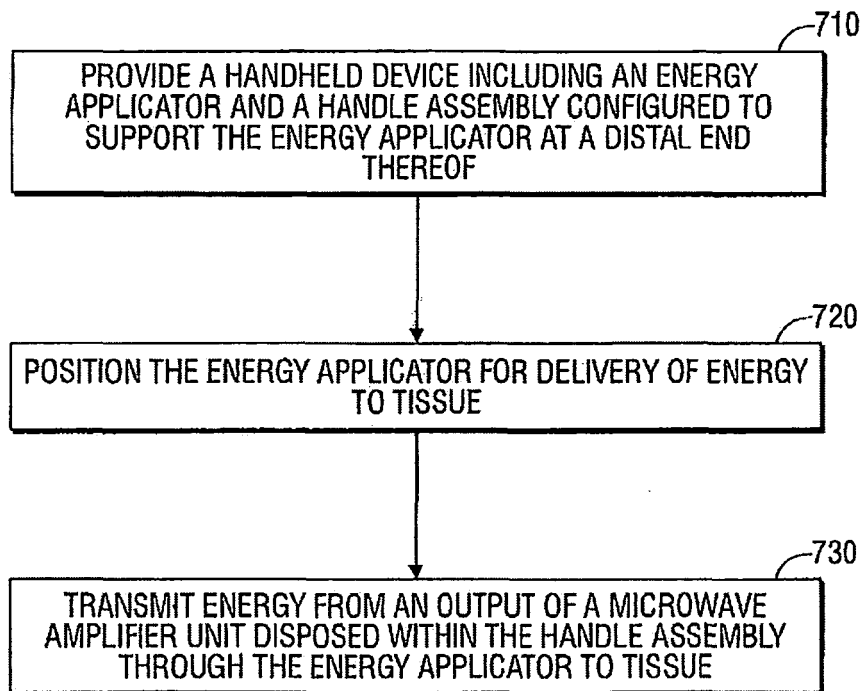 710
PROVIDE A HANDHELD DEVICE INCLUDING AN ENERGY
APPLICATOR AND A HANDLE ASSEMBLY CONFIGURED TO
SUPPORT THE ENERGY APPLICATOR AT A DISTAL END
THEREOF
720
POSITION THE ENERGY APPLICATOR FOR DELIVERY OF ENERGY
TO TISSUE
730
TRANSMIT ENERGY FROM AN OUTPUT OF A MICROWAVE
AMPLIFIER UNIT DISPOSED WITHIN THE HANDLE ASSEMBLY
THROUGH THE ENERGY APPLICATOR TO TISSUE